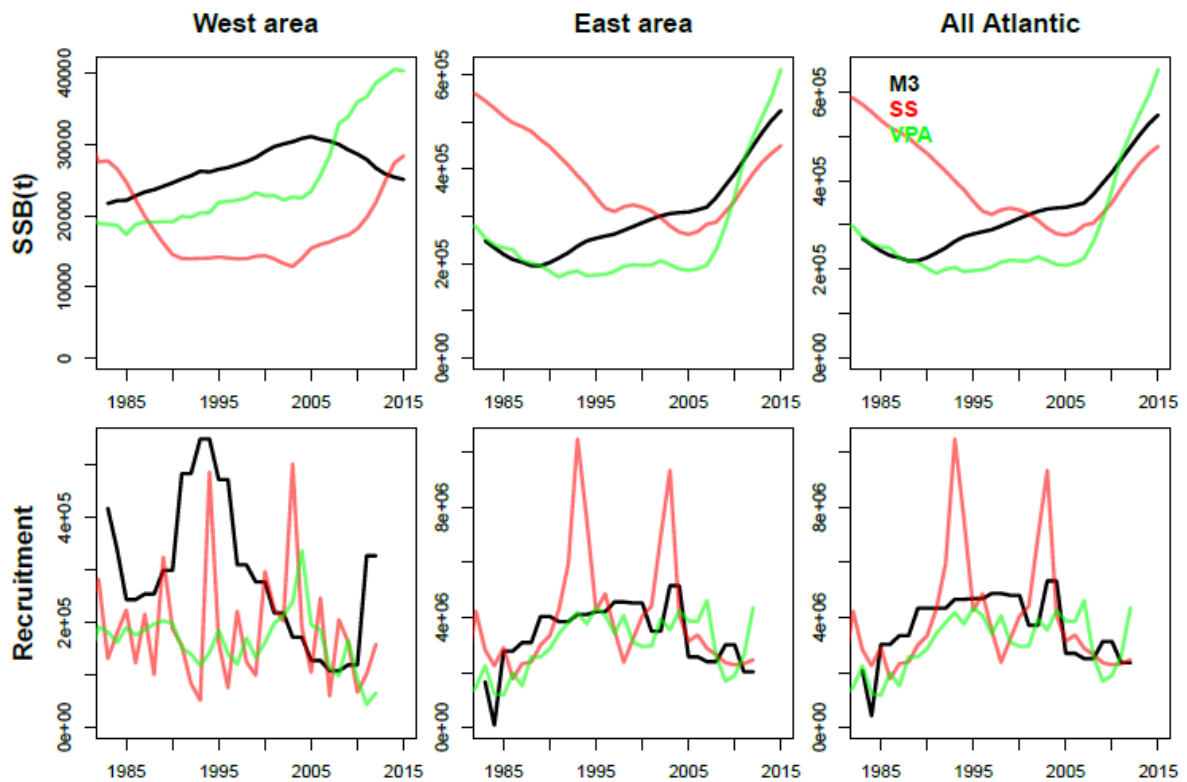 West area
East area
All Atlantic
SSB(t)
0
10000
20000
30000
40000
0e+00
2e+05
4e+05
6e+05
0e+00
2e+05
4e+05
6e+05
M3
SS
VPA
1985
1995
2005
2015
1985
1995
2005
2015
1985
1995
2005
2015
Recruitment
0e+00
2e+05
4e+05
0e+00
4e+06
8e+06
0e+00
4e+06
8e+06
1985
1995
2005
2015
1985
1995
2005
2015
1985
1995
2005
2015